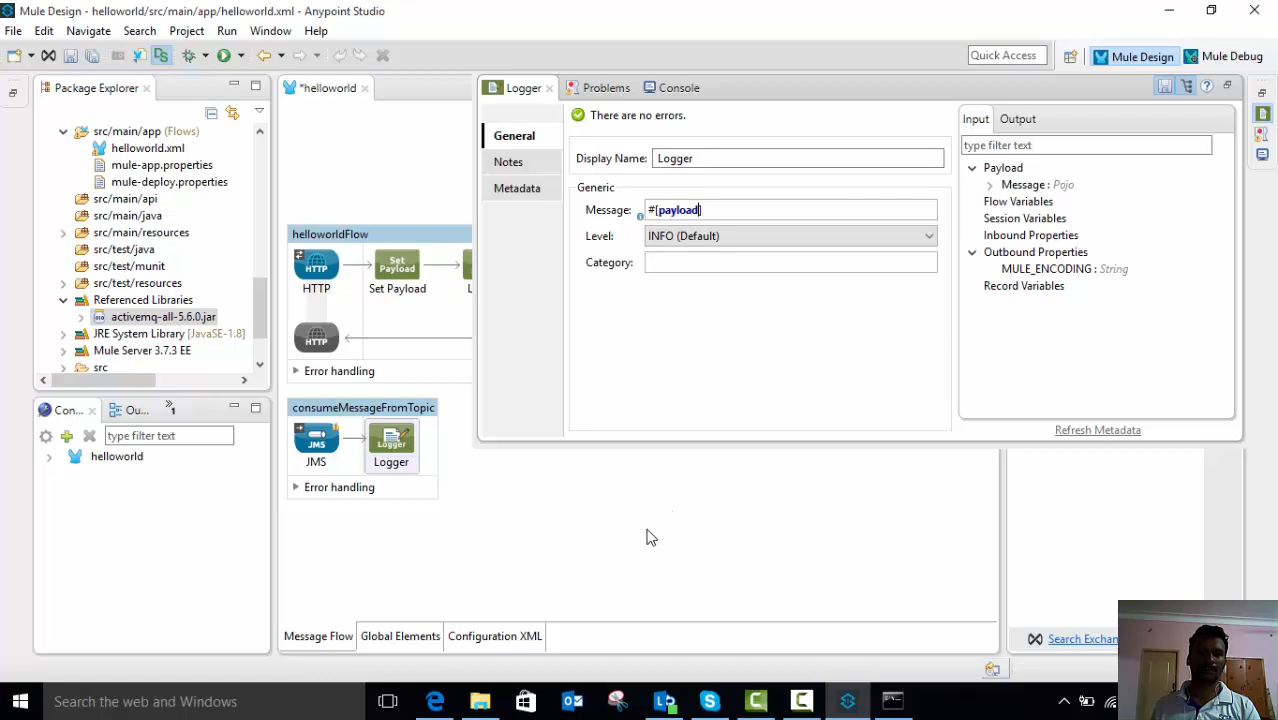 Mule Design - helloworld/src/main/app/helloworld.xml - Anypoint Studio
File Edit Navigate Search Project Run Window Help
Quick Access
Mule Design
Mule Debug
Package Explorer
src/main/app (Flows)
helloworld.xml
mule-app.properties
mule-deploy.properties
src/main/api
src/main/java
src/main/resources
src/test/java
src/test/munit
src/test/resources
Referenced Libraries
activemq-all-5.6.0.jar
JRE System Library [JavaSE-1.8]
Mule Server 3.7.3 EE
src
Con...
Ou...
1
type filter text
helloworld
*helloworld
helloworldFlow
HTTP
Set Payload
HTTP
Set Payload
L
HTTP
Error handling
consumeMessageFromTopic
JMS
Logger
JMS
Logger
Error handling
Message Flow
Global Elements
Configuration XML
Logger
Problems
Console
General
Notes
Metadata
There are no errors.
Display Name: Logger
Generic
Message: #[payload]
Level: INFO (Default)
Category:
Input
Output
type filter text
Payload
Message : Pojo
Flow Variables
Session Variables
Inbound Properties
Outbound Properties
MULE_ENCODING : String
Record Variables
Refresh Metadata
Search Exchan
Search the web and Windows